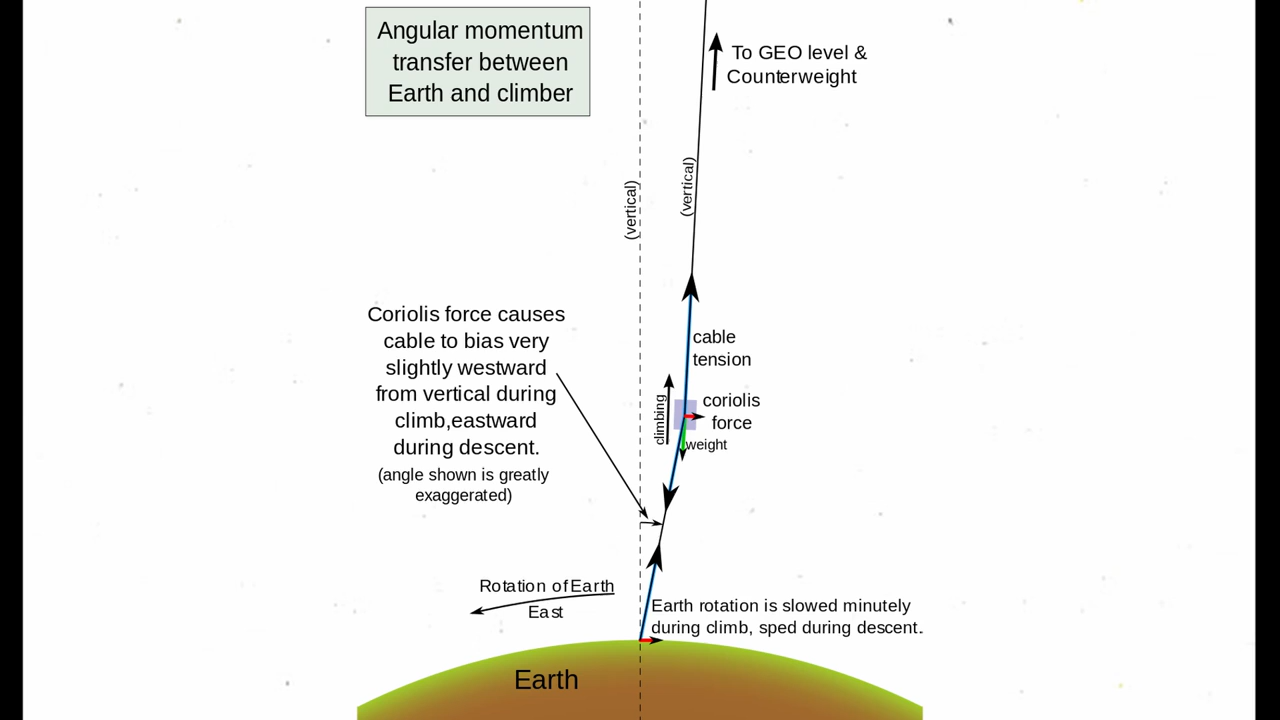 Angular momentum
transfer between
Earth and climber
To GEO level &
Counterweight
(vertical)
(vertical)
Coriolis force causes
cable to bias very
slightly westward
from vertical during
climb,eastward
during descent.
(angle shown is greatly
exaggerated)
cable
tension
climbing
coriolis
force
weight
Rotation of Earth
East
Earth rotation is slowed minutely
during climb, sped during descent.
Earth